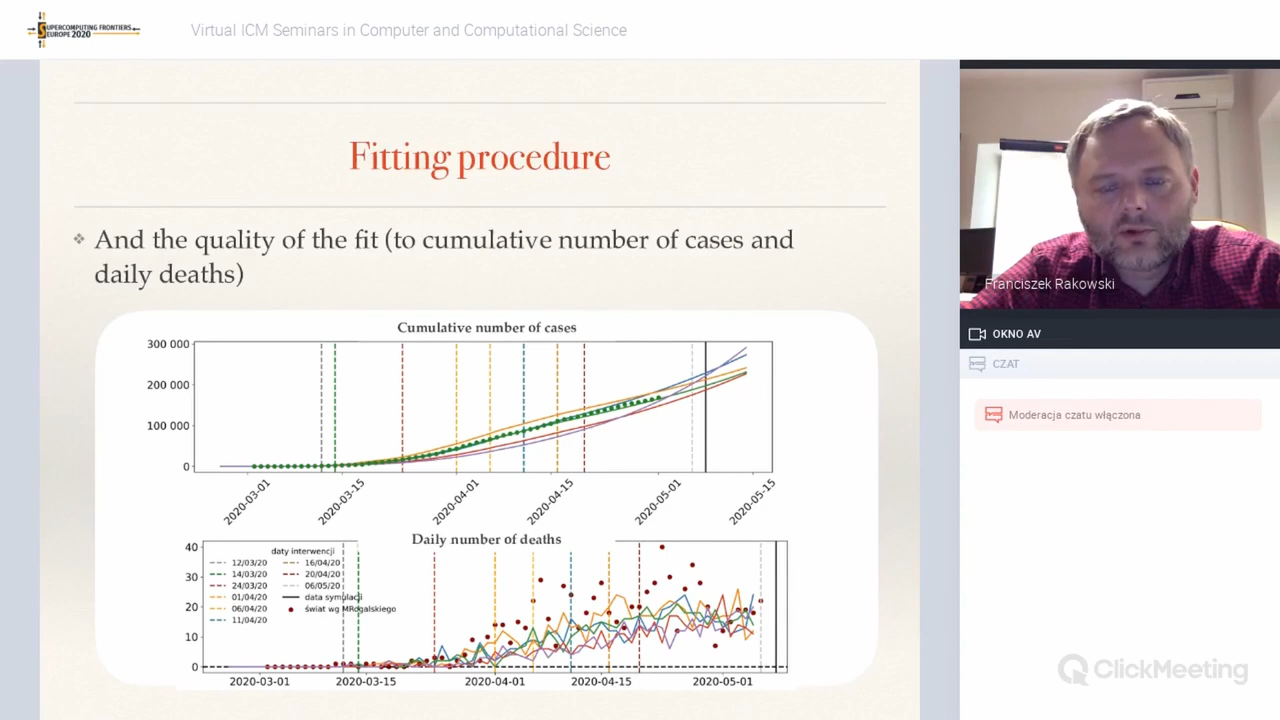 SUPERCOMPUTING FRONTIERS
EUROPE 2020
Virtual ICM Seminars in Computer and Computational Science
Fitting procedure
And the quality of the fit (to cumulative number of cases and
daily deaths)
Cumulative number of cases
300 000
200 000
100 000
0
2020-03-01
2020-03-15
2020-04-01
2020-04-15
2020-05-01
2020-05-15
Daily number of deaths
40
30
20
10
0
daty interwencji
12/03/20
14/03/20
24/03/20
01/04/20
06/04/20
11/04/20
16/04/20
20/04/20
06/05/20
data symulacji
świat wg MRogalskiego
2020-03-01
2020-03-15
2020-04-01
2020-04-15
2020-05-01
Franciszek Rakowski
OKNO AV
CZAT
Moderacja czatu włączona
ClickMeeting